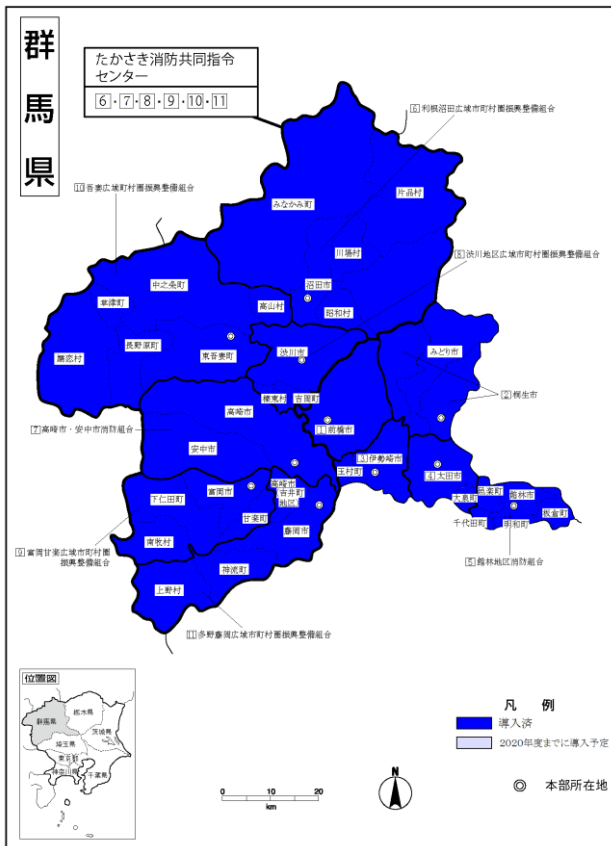 群馬県
たかさき消防共同指令
センター
6・7・8・9・10・11
6 利根沼田広域市町村圏振興整備組合
片品村
みなかみ町
10 吾妻広域町村圏振興整備組合
川場村
8 渋川地区広域市町村圏振興整備組合
中之条町
沼田市
草津町
高山村
昭和村
長野原町
東吾妻町
渋川市
みどり市
嬬恋村
2 桐生市
榛東村
吉岡町
高崎市
7 高崎市・安中市消防組合
1 前橋市
安中市
3 伊勢崎市
玉村町
4 太田市
高崎市
(吉井町
地区)
富岡市
下仁田町
邑楽町
館林市
大泉町
板倉町
甘楽町
藤岡市
千代田町
明和町
南牧村
9 富岡甘楽広域市町村圏
振興整備組合
5 館林地区消防組合
神流町
上野村
11 多野藤岡広域市町村圏振興整備組合
位置図
栃木県
群馬県
茨城県
埼玉県
東京都
神奈川県
千葉県
凡 例
導入済
2020年度までに導入予定
本部所在地
N
0 10 20
km